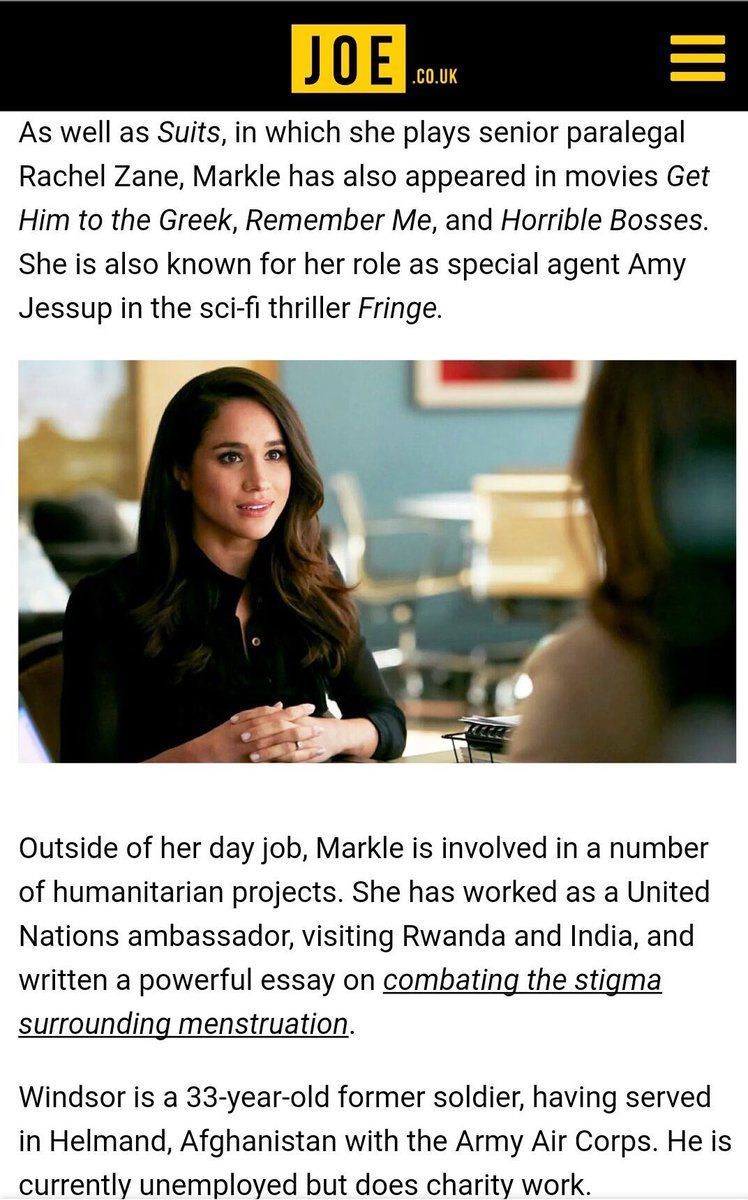 JOE.CO.UK
As well as Suits, in which she plays senior paralegal
Rachel Zane, Markle has also appeared in movies Get
Him to the Greek, Remember Me, and Horrible Bosses.
She is also known for her role as special agent Amy
Jessup in the sci-fi thriller Fringe.
Outside of her day job, Markle is involved in a number
of humanitarian projects. She has worked as a United
Nations ambassador, visiting Rwanda and India, and
written a powerful essay on combating the stigma
surrounding menstruation.
Windsor is a 33-year-old former soldier, having served
in Helmand, Afghanistan with the Army Air Corps. He is
currently unemployed but does charity work.